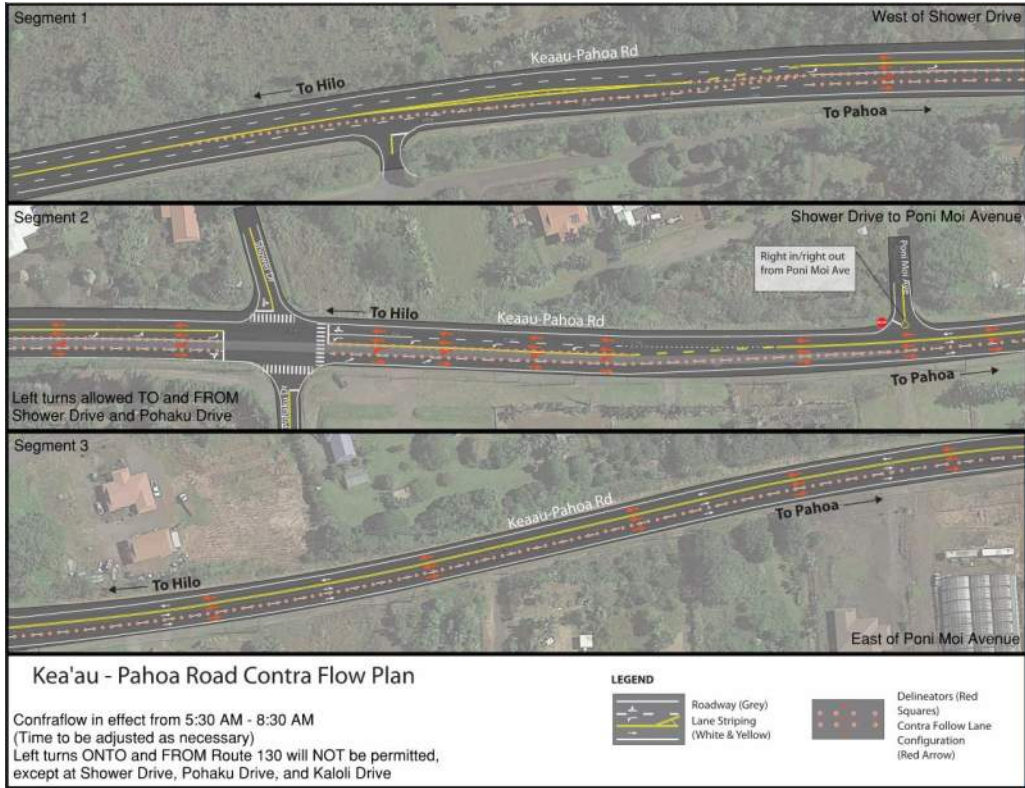 Segment 1
West of Shower Drive
Keaau-Pahoa Rd
To Hilo
To Pahoa
Segment 2
Shower Drive to Poni Moi Avenue
Shower Dr
Right in/right out
from Poni Moi Ave
Poni Moi Ave
To Hilo
Keaau-Pahoa Rd
To Pahoa
Left turns allowed TO and FROM
Shower Drive and Pohaku Drive
Segment 3
Keaau-Pahoa Rd
To Pahoa
To Hilo
East of Poni Moi Avenue
Kea'au - Pahoa Road Contra Flow Plan
Confraflow in effect from 5:30 AM - 8:30 AM
(Time to be adjusted as necessary)
Left turns ONTO and FROM Route 130 will NOT be permitted,
except at Shower Drive, Pohaku Drive, and Kaloli Drive
LEGEND
Roadway (Grey)
Lane Striping
(White & Yellow)
Delineators (Red
Squares)
Contra Follow Lane
Configuration
(Red Arrow)